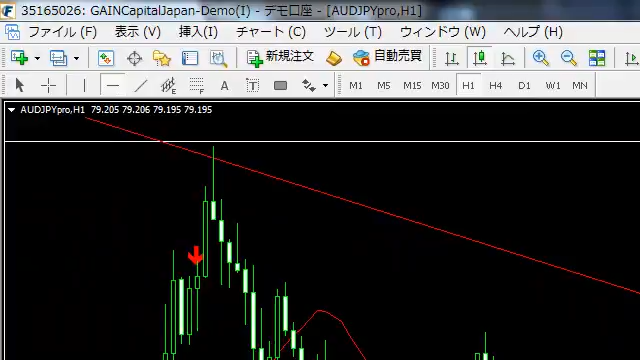 35165026: GAINCapitalJapan-Demo(I) - デモ口座 - [AUDJPYpro,H1]
ファイル (F) 表示 (V) 挿入(I) チャート (C) ツール (T) ウィンドウ (W) ヘルプ (H)
新規注文 自動売買
A T M1 M5 M15 M30 H1 H4 D1 W1 MN
AUDJPYpro,H1 79.205 79.206 79.195 79.195